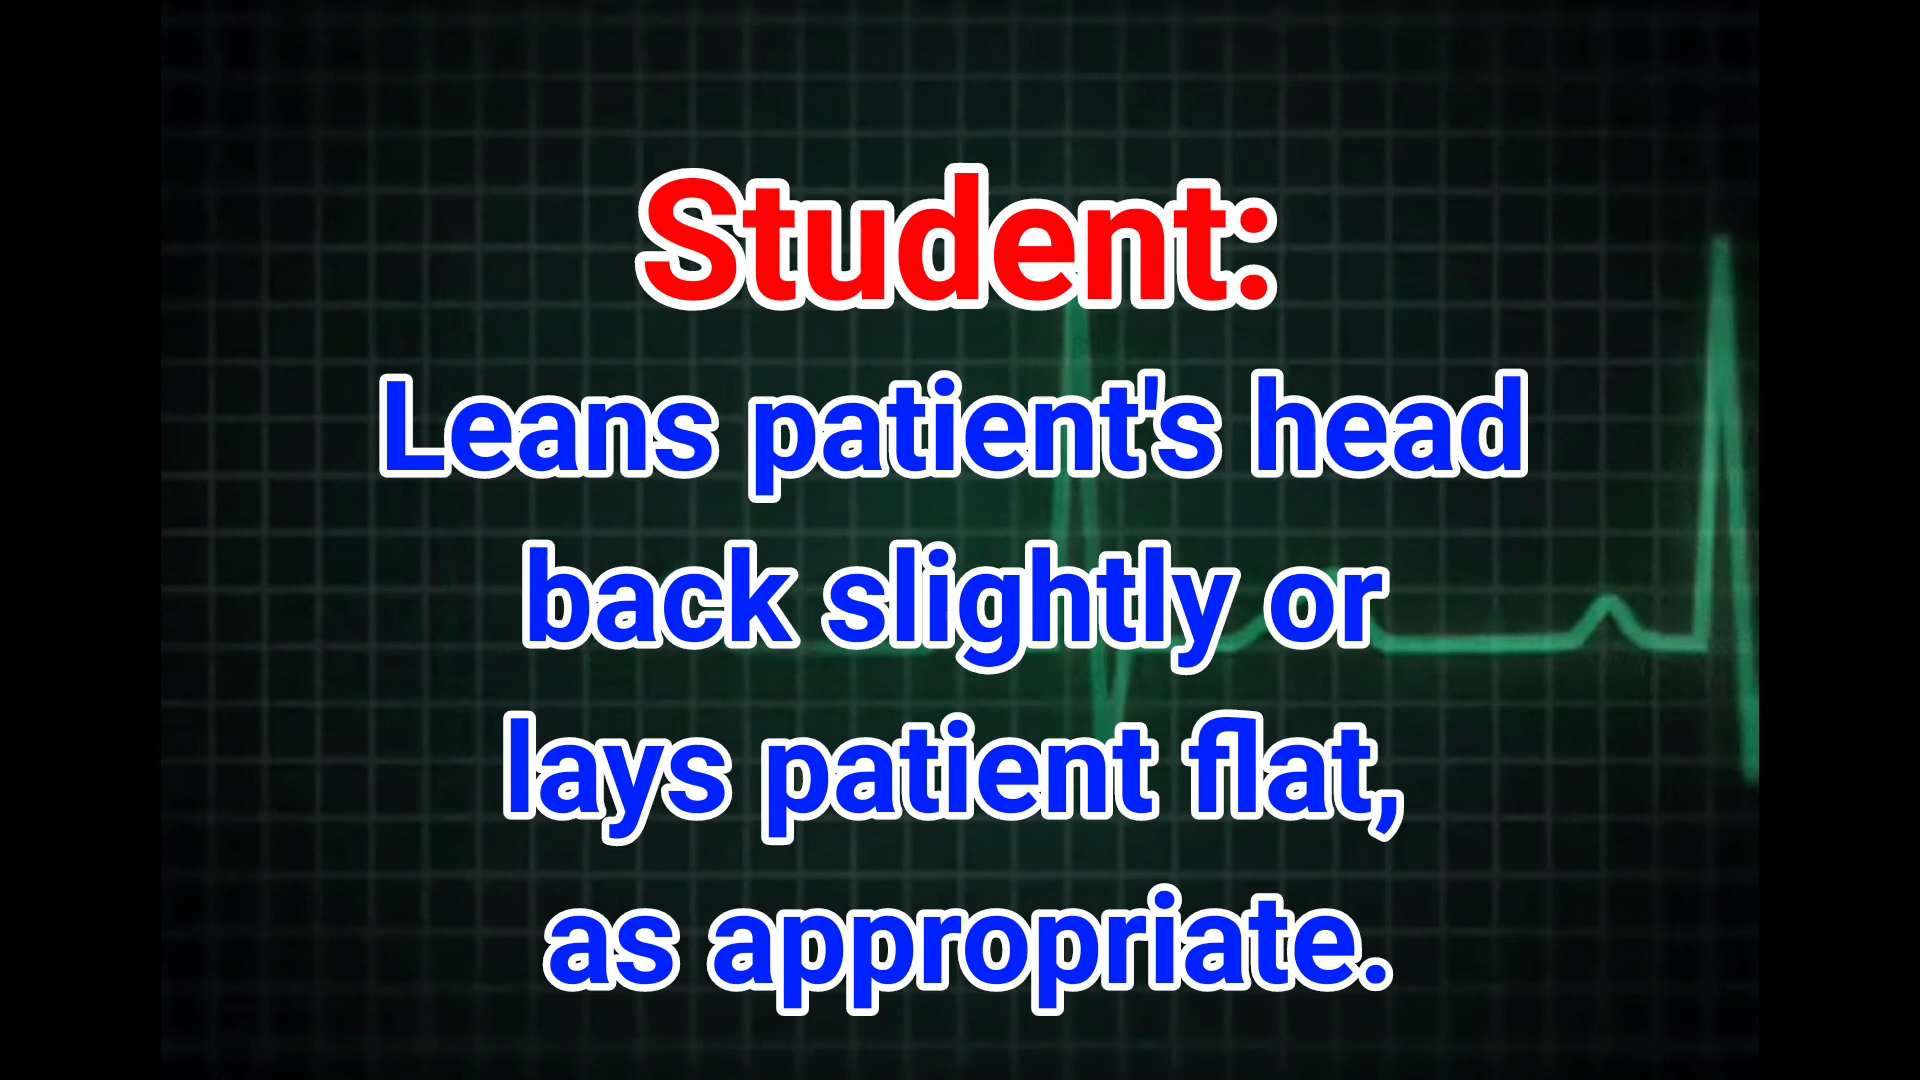 Student:
Leans patient's head
back slightly or
lays patient flat,
as appropriate.